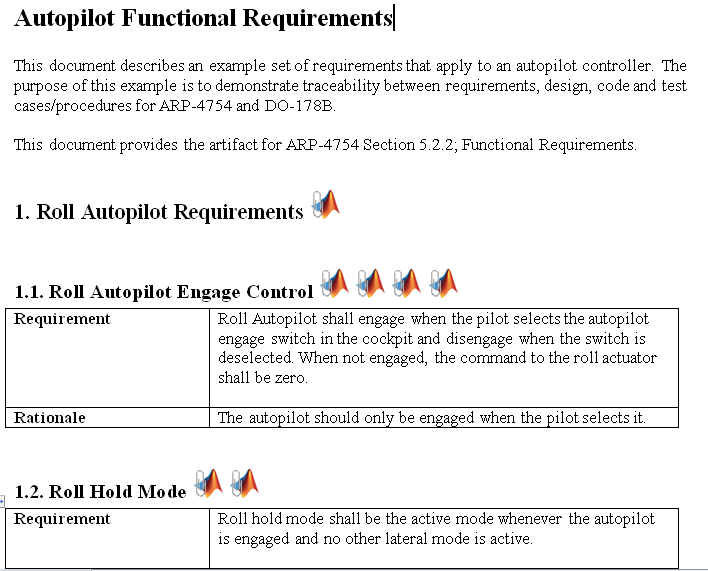 Autopilot Functional Requirements
This document describes an example set of requirements that apply to an autopilot controller. The
purpose of this example is to demonstrate traceability between requirements, design, code and test
cases/procedures for ARP-4754 and DO-178B.
This document provides the artifact for ARP-4754 Section 5.2.2; Functional Requirements.
1. Roll Autopilot Requirements
1.1. Roll Autopilot Engage Control
Requirement
Roll Autopilot shall engage when the pilot selects the autopilot
engage switch in the cockpit and disengage when the switch is
deselected. When not engaged, the command to the roll actuator
shall be zero.
Rationale
The autopilot should only be engaged when the pilot selects it.
1.2. Roll Hold Mode
Requirement
Roll hold mode shall be the active mode whenever the autopilot
is engaged and no other lateral mode is active.